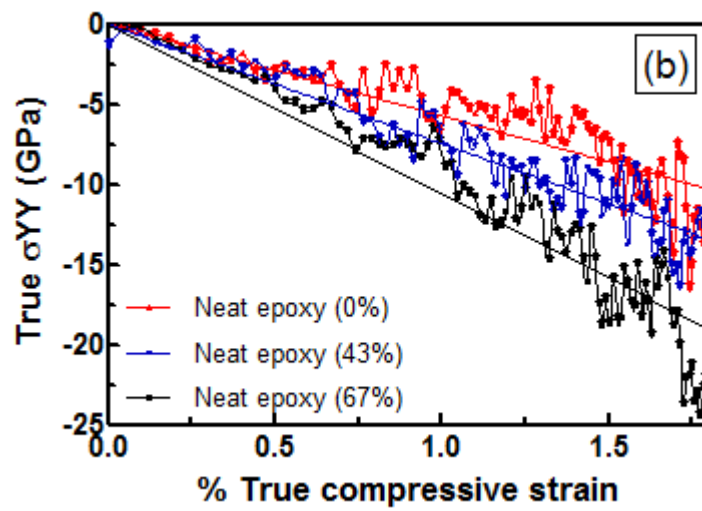 0
(b)
-5
-10
-15
-20
-25
True σYY (GPa)
Neat epoxy (0%)
Neat epoxy (43%)
Neat epoxy (67%)
0.0
0.5
1.0
1.5
% True compressive strain